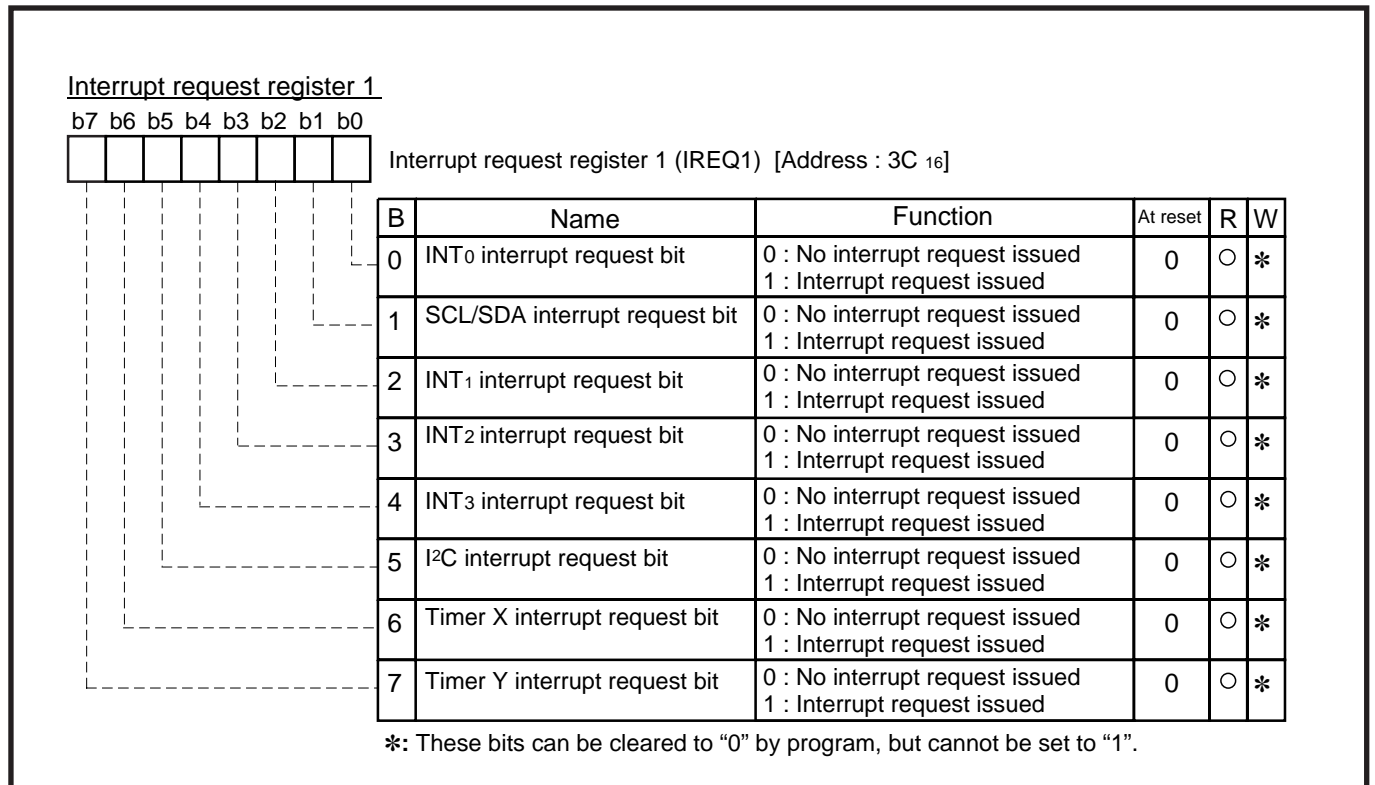 Interrupt request register 1
b7 b6 b5 b4 b3 b2 b1 b0
Interrupt request register 1 (IREQ1) [Address : 3C 16]
B Name Function At reset R W
0 INT0 interrupt request bit 0 : No interrupt request issued 0 ○ ✻
1 : Interrupt request issued
1 SCL/SDA interrupt request bit 0 : No interrupt request issued 0 ○ ✻
1 : Interrupt request issued
2 INT1 interrupt request bit 0 : No interrupt request issued 0 ○ ✻
1 : Interrupt request issued
3 INT2 interrupt request bit 0 : No interrupt request issued 0 ○ ✻
1 : Interrupt request issued
4 INT3 interrupt request bit 0 : No interrupt request issued 0 ○ ✻
1 : Interrupt request issued
5 I2C interrupt request bit 0 : No interrupt request issued 0 ○ ✻
1 : Interrupt request issued
6 Timer X interrupt request bit 0 : No interrupt request issued 0 ○ ✻
1 : Interrupt request issued
7 Timer Y interrupt request bit 0 : No interrupt request issued 0 ○ ✻
1 : Interrupt request issued
✻: These bits can be cleared to “0” by program, but cannot be set to “1”.